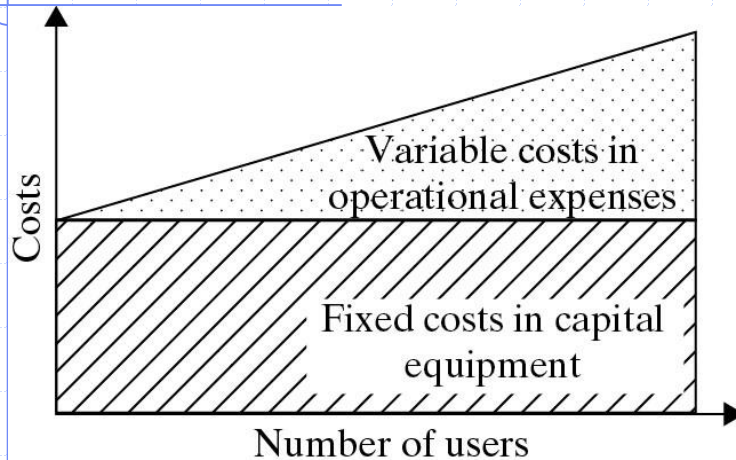 Costs
Variable costs in
operational expenses
Fixed costs in capital
equipment
Number of users